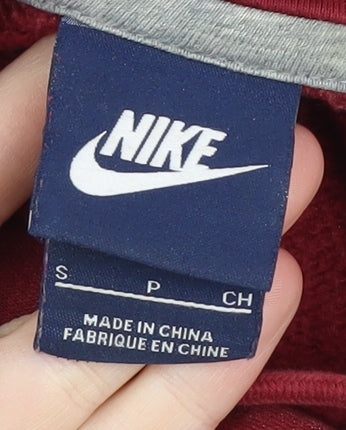 NIKE
S P CH
MADE IN CHINA
FABRIQUE EN CHINE